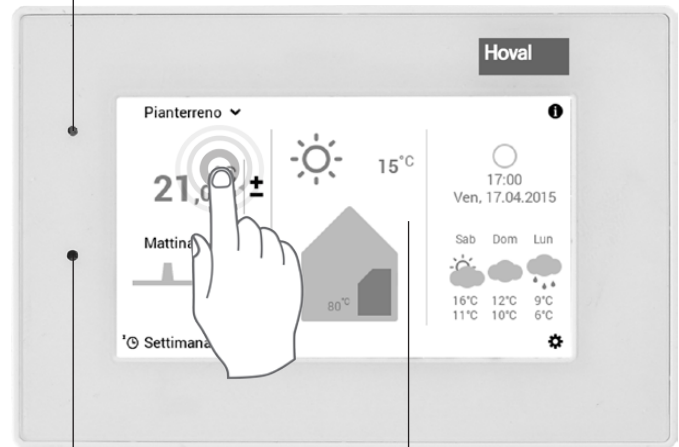 Hoval
Pianterreno
15°C
21,0
17:00
Ven, 17.04.2015
Mattina
Sab Dom Lun
80°C
16°C 12°C 9°C
11°C 10°C 6°C
Settimana